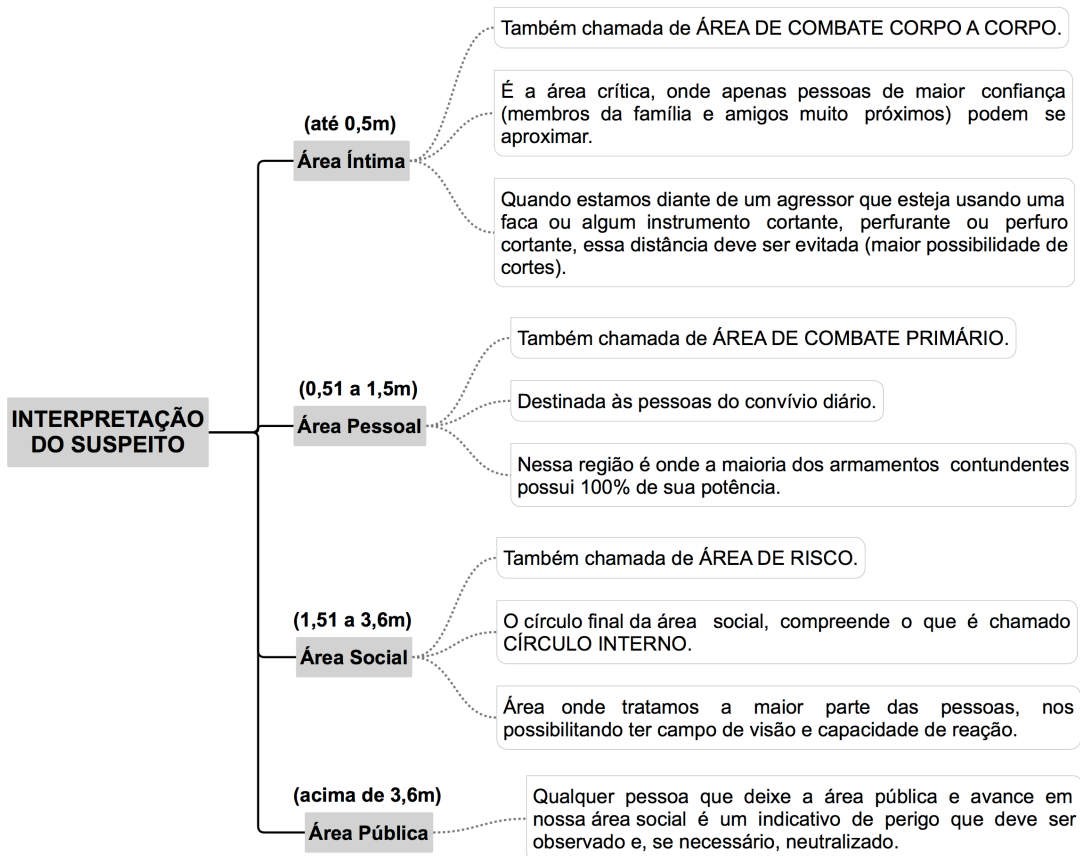 INTERPRETAÇÃO
DO SUSPEITO
(até 0,5m)
Área Íntima
Também chamada de ÁREA DE COMBATE CORPO A CORPO.
É a área crítica, onde apenas pessoas de maior confiança
(membros da família e amigos muito próximos) podem se
aproximar.
Quando estamos diante de um agressor que esteja usando uma
faca ou algum instrumento cortante, perfurante ou perfuro
cortante, essa distância deve ser evitada (maior possibilidade de
cortes).
(0,51 a 1,5m)
Área Pessoal
Também chamada de ÁREA DE COMBATE PRIMÁRIO.
Destinada às pessoas do convívio diário.
Nessa região é onde a maioria dos armamentos contundentes
possui 100% de sua potência.
(1,51 a 3,6m)
Área Social
Também chamada de ÁREA DE RISCO.
O círculo final da área social, compreende o que é chamado
CÍRCULO INTERNO.
Área onde tratamos a maior parte das pessoas, nos
possibilitando ter campo de visão e capacidade de reação.
(acima de 3,6m)
Área Pública
Qualquer pessoa que deixe a área pública e avance em
nossa área social é um indicativo de perigo que deve ser
observado e, se necessário, neutralizado.